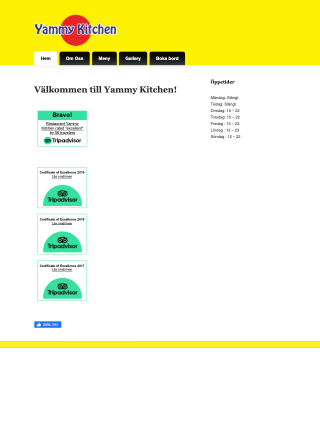 Yammy Kitchen
Hem
Om Oss
Meny
Gallery
Boka bord
Välkommen till Yammy Kitchen!
Bravo!
Restaurant Yammy
Kitchen rated "excellent"
by 58 travelers
Tripadvisor
Certificate of Excellence 2019
Läs omdömen
Tripadvisor
Certificate of Excellence 2018
Läs omdömen
Tripadvisor
Certificate of Excellence 2017
Läs omdömen
Tripadvisor
Öppetider
Måndag: Stängt
Tisdag: Stängt
Onsdag : 15 – 22
Torsdag : 15 – 22
Fredag : 15 – 23
Lördag : 12 – 23
Söndag : 13 – 22